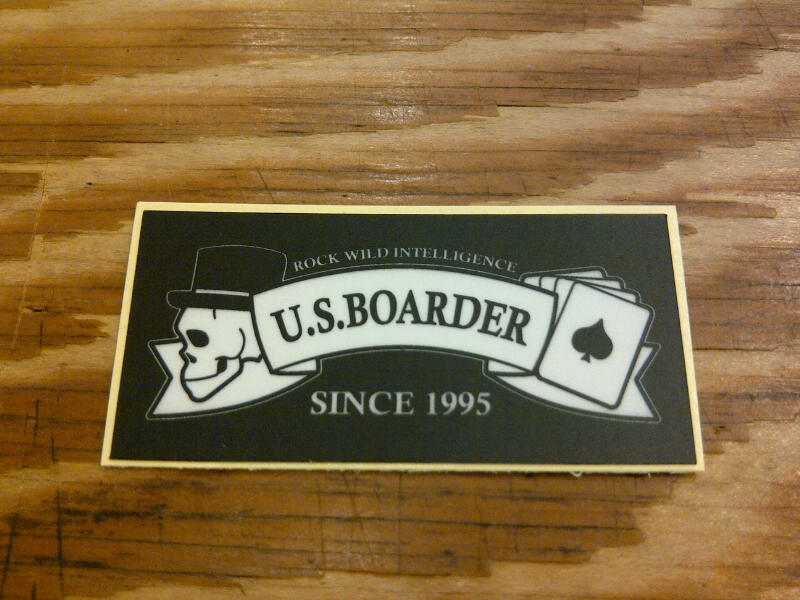 ROCK WILD INTELLIGENCE
U.S.BOARDER
SINCE 1995